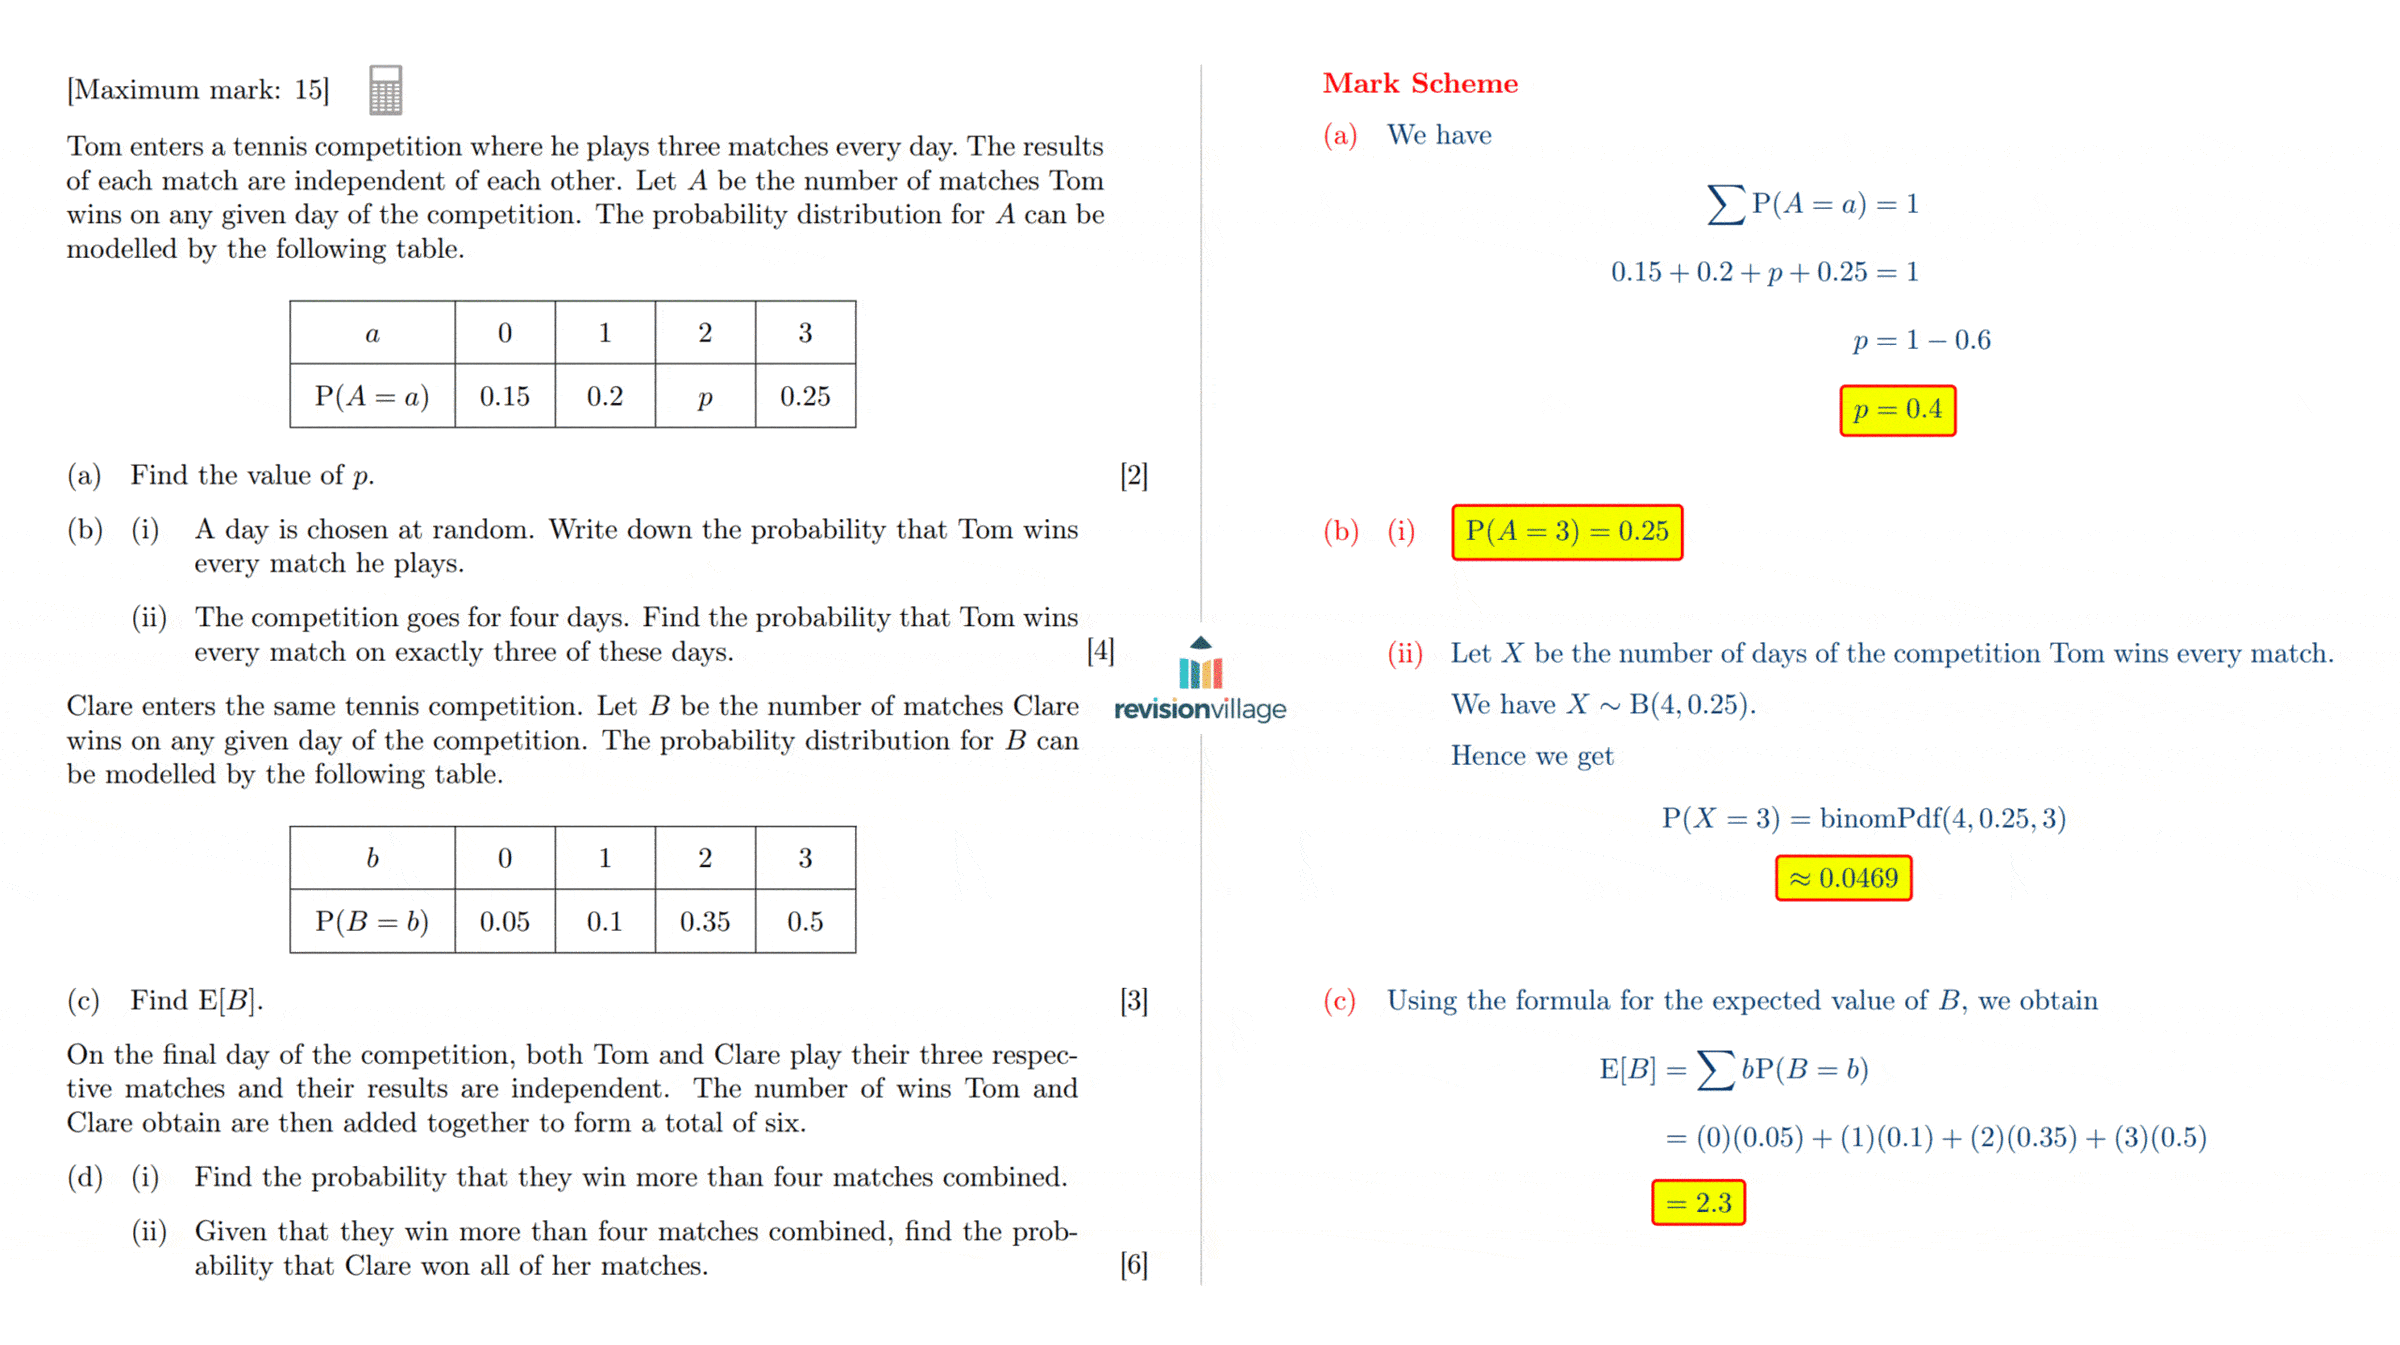 [Maximum mark: 15]
Tom enters a tennis competition where he plays three matches every day. The results
of each match are independent of each other. Let A be the number of matches Tom
wins on any given day of the competition. The probability distribution for A can be
modelled by the following table.
a 0 1 2 3
P(A = a) 0.15 0.2 p 0.25
(a) Find the value of p. [2]
(b) (i) A day is chosen at random. Write down the probability that Tom wins
every match he plays.
(ii) The competition goes for four days. Find the probability that Tom wins
every match on exactly three of these days. [4]
Clare enters the same tennis competition. Let B be the number of matches Clare
wins on any given day of the competition. The probability distribution for B can
be modelled by the following table.
b 0 1 2 3
P(B = b) 0.05 0.1 0.35 0.5
(c) Find E[B]. [3]
On the final day of the competition, both Tom and Clare play their three respec-
tive matches and their results are independent. The number of wins Tom and
Clare obtain are then added together to form a total of six.
(d) (i) Find the probability that they win more than four matches combined.
(ii) Given that they win more than four matches combined, find the prob-
ability that Clare won all of her matches. [6]
revisionvillage
Mark Scheme
(a) We have
∑ P(A = a) = 1
0.15 + 0.2 + p + 0.25 = 1
p = 1 − 0.6
p = 0.4
(b) (i) P(A = 3) = 0.25
(ii) Let X be the number of days of the competition Tom wins every match.
We have X ∼ B(4, 0.25).
Hence we get
P(X = 3) = binomPdf(4, 0.25, 3)
≈ 0.0469
(c) Using the formula for the expected value of B, we obtain
E[B] = ∑ bP(B = b)
= (0)(0.05) + (1)(0.1) + (2)(0.35) + (3)(0.5)
= 2.3